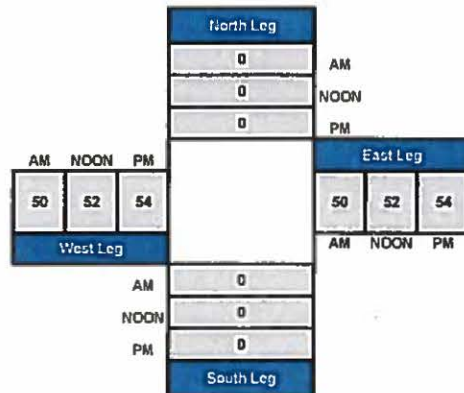 North Leg
0
AM
0
NOON
0
PM
AM NOON PM
East Leg
50 52 54
50 52 54
West Leg
AM NOON PM
AM
0
NOON
0
PM
0
South Leg